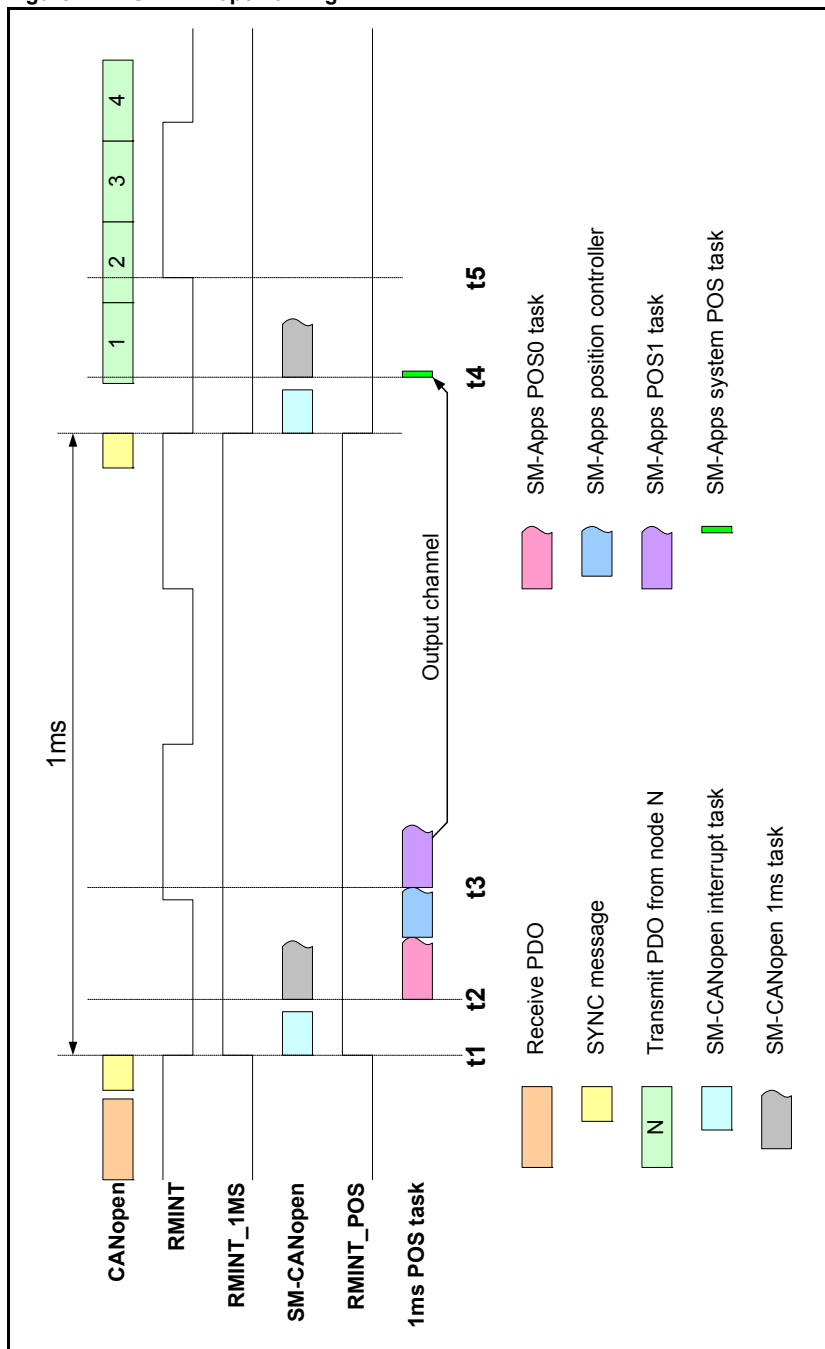 1ms
CANopen
1
2
3
4
RMINT
RMINT_1MS
SM-CANopen
RMINT_POS
1ms POS task
Output channel
t1
t2
t3
t4
t5
Receive PDO
SYNC message
N
Transmit PDO from node N
SM-CANopen interrupt task
SM-CANopen 1ms task
SM-Apps POS0 task
SM-Apps position controller
SM-Apps POS1 task
SM-Apps system POS task